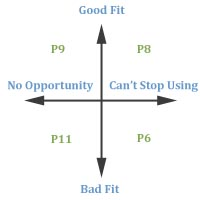 Good Fit
P9 P8
No Opportunity Can't Stop Using
P11 P6
Bad Fit